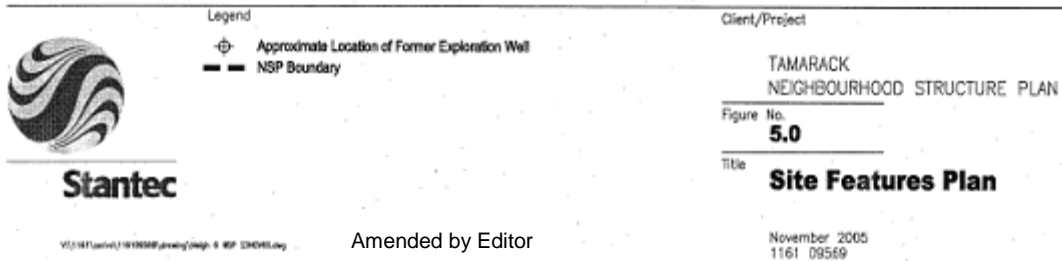 Legend
Approximate Location of Former Exploration Well
NSP Boundary
Stantec
Amended by Editor
Client/Project
TAMARACK
NEIGHBOURHOOD STRUCTURE PLAN
Figure No.
5.0
Title
Site Features Plan
November 2005
1161 09569